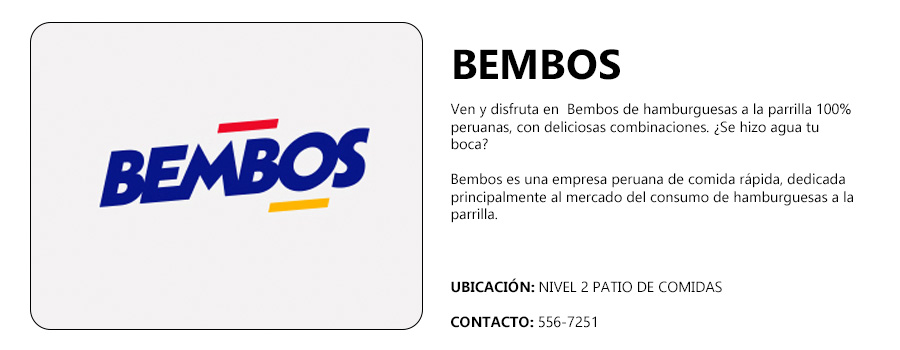 BEMBOS
BEMBOS
Ven y disfruta en  Bembos de hamburguesas a la parrilla 100%
peruanas, con deliciosas combinaciones. ¿Se hizo agua tu
boca?
Bembos es una empresa peruana de comida rápida, dedicada
principalmente al mercado del consumo de hamburguesas a la
parrilla.
UBICACIÓN: NIVEL 2 PATIO DE COMIDAS
CONTACTO: 556-7251